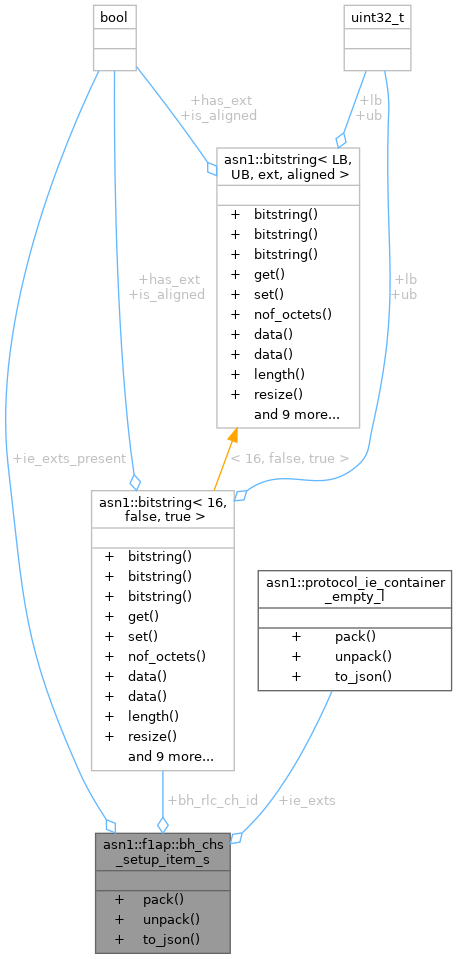 bool
uint32_t
+has_ext
+is_aligned
+lb
+ub
asn1::bitstring< LB,
UB, ext, aligned >
+ bitstring()
+ bitstring()
+ bitstring()
+ get()
+ set()
+ nof_octets()
+ data()
+ data()
+ length()
+ resize()
and 9 more...
+has_ext
+is_aligned
+lb
+ub
+ie_exts_present
< 16, false, true >
asn1::bitstring< 16,
false, true >
+ bitstring()
+ bitstring()
+ bitstring()
+ get()
+ set()
+ nof_octets()
+ data()
+ data()
+ length()
+ resize()
and 9 more...
asn1::protocol_ie_container
_empty_l
+ pack()
+ unpack()
+ to_json()
+bh_rlc_ch_id
+ie_exts
asn1::f1ap::bh_chs
_setup_item_s
+ pack()
+ unpack()
+ to_json()